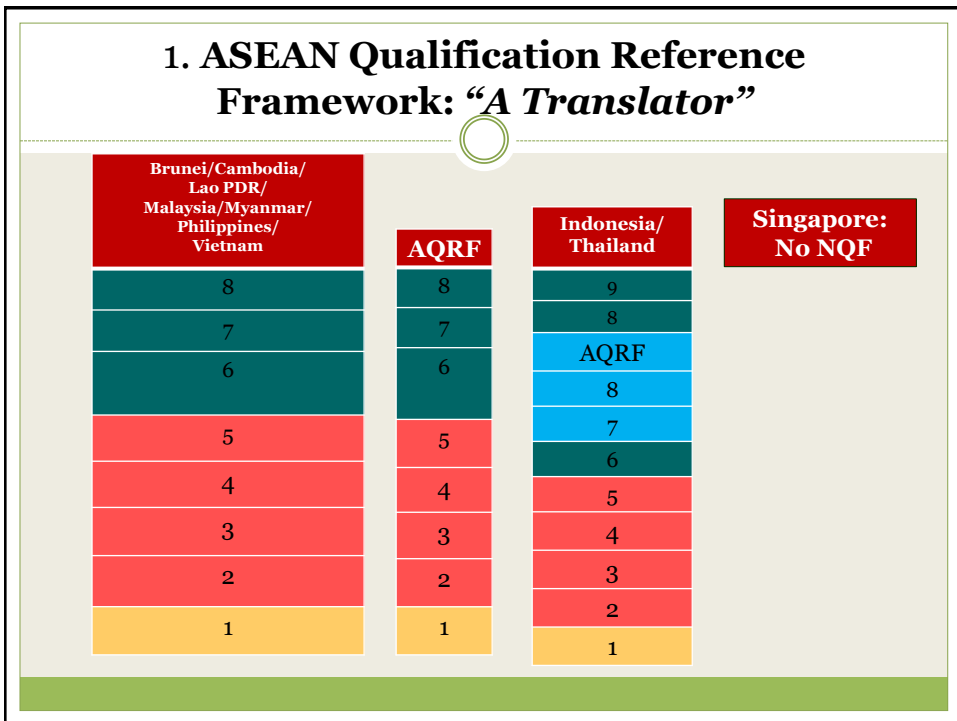 1. ASEAN Qualification Reference
Framework: “A Translator”
Brunei/Cambodia/
Lao PDR/
Malaysia/Myanmar/
Philippines/
Vietnam
8
7
6
5
4
3
2
1
AQRF
8
7
6
5
4
3
2
1
Indonesia/
Thailand
9
8
AQRF
8
7
6
5
4
3
2
1
Singapore:
No NQF